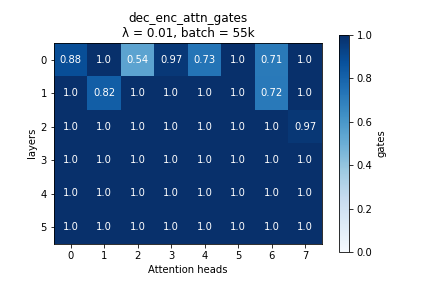 dec_enc_attn_gates
λ = 0.01, batch = 55k
0 0.88 1.0 0.54 0.97 0.73 1.0 0.71 1.0
1 1.0 0.82 1.0 1.0 1.0 1.0 0.72 1.0
2 1.0 1.0 1.0 1.0 1.0 1.0 1.0 0.97
3 1.0 1.0 1.0 1.0 1.0 1.0 1.0 1.0
4 1.0 1.0 1.0 1.0 1.0 1.0 1.0 1.0
5 1.0 1.0 1.0 1.0 1.0 1.0 1.0 1.0
0 1 2 3 4 5 6 7
Attention heads
layers
1.0
0.8
0.6
0.4
0.2
0.0
gates